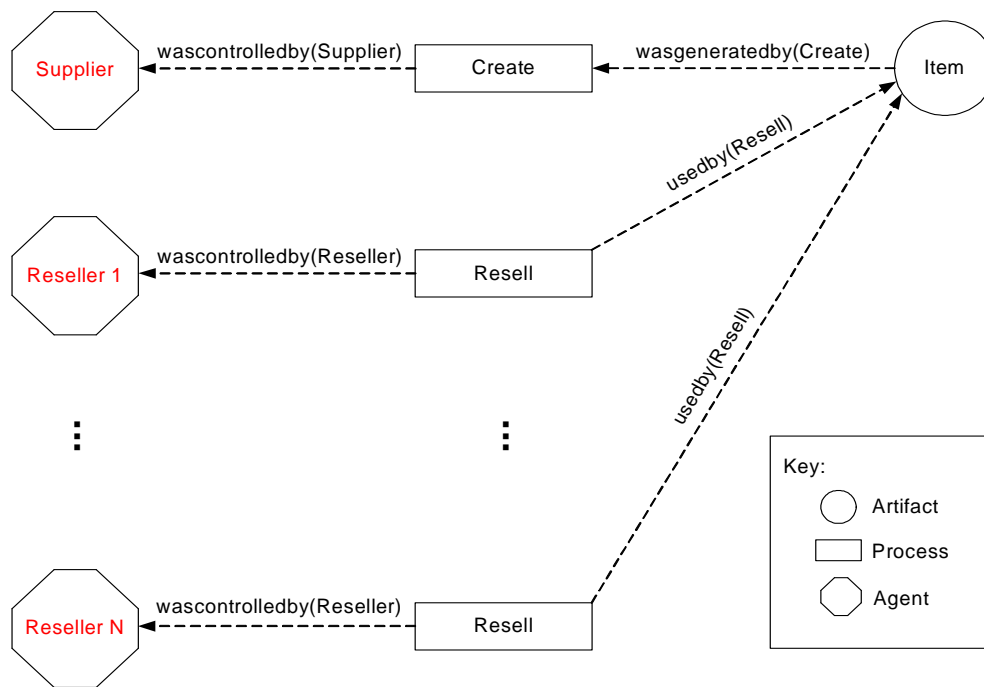 wascontrolledby(Supplier)
wasgeneratedby(Create)
Supplier
Create
Item
usedby(Resell)
wascontrolledby(Reseller)
Reseller 1
Resell
usedby(Resell)
Key:
Artifact
Process
Agent
wascontrolledby(Reseller)
Reseller N
Resell